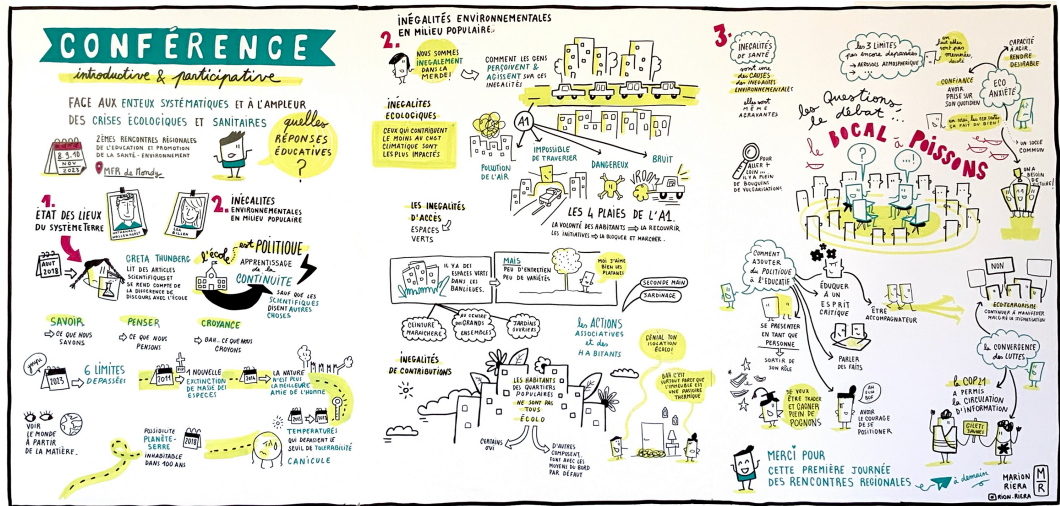 CONFÉRENCE
introductive & participative
FACE AUX ENJEUX SYSTÉMATIQUES ET À L'AMPLEUR
DES CRISES ÉCOLOGIQUES ET SANITAIRES
quelles
RÉPONSES
ÉDUCATIVES
?
8.9.10
NOV
2023
2ÈMES RENCONTRES RÉGIONALES
DE L'ÉDUCATION ET PROMOTION
DE LA SANTÉ - ENVIRONNEMENT
MFR de Mondy
1.
ÉTAT DES LIEUX
DU SYSTÈME TERRE
2.
INÉGALITÉS
ENVIRONNEMENTALES
EN MILIEU POPULAIRE
AOUT
2018
GRETA THUNBERG
LIT DES ARTICLES
SCIENTIFIQUES ET
SE REND COMPTE DE
LA DIFFÉRENCE DE
DISCOURS AVEC L'ÉCOLE
l'école
est POLITIQUE
APPRENTISSAGE
de la
CONTINUITÉ
SAUF QUE LES
SCIENTIFIQUES
DISENT AUTRES
CHOSES
SAVOIR
CE QUE NOUS
SAVONS
PENSER
CE QUE NOUS
PENSONS
CROYANCE
BAH... CE QUE NOUS
CROYONS
2023
6 LIMITES
DÉPASSÉES
2011
1 NOUVELLE
EXTINCTION
DE MASSE DES
ESPÈCES
2014
LA NATURE
N'EST PLUS
LA MEILLEURE
AMIE DE L'HOMME
VOIR
LE MONDE
À PARTIR
DE LA MATIÈRE.
POSSIBILITÉ
PLANÈTE-
SERRE
INHABITABLE
DANS 100 ANS
2018
TEMPÉRATURES
QUI DÉPASSENT LE
SEUIL DE TOLÉRABILITÉ
CANICULE
INÉGALITÉS ENVIRONNEMENTALES
EN MILIEU POPULAIRE
2.
NOUS SOMMES
INÉGALEMENT
DANS LA
MERDE!
COMMENT LES GENS
PERÇOIVENT &
AGISSENT SUR CES
INÉGALITÉS
INÉGALITÉS
ÉCOLOGIQUES
CEUX QUI CONTRIBUENT
LE MOINS AU CHGT
CLIMATIQUE SONT
LES PLUS IMPACTÉS
A1
POLLUTION
DE L'AIR
IMPOSSIBLE
DE TRAVERSER
DANGEREUX
BRUIT
LES 4 PLAIES DE L'A1.
LA VOLONTÉ DES HABITANTS LA RECOUVRIR.
LES INITIATIVES LA BLOQUER ET MARCHER.
LES INÉGALITÉS
D'ACCÈS
ESPACES
VERTS
IL Y A DES
ESPACES VERTS
DANS LES
BANLIEUES.
MAIS
PEU D'ENTRETIEN
PEU DE VARIÉTÉS
MOI J'AIME
BIEN LES
PLATANES
SECONDE MAIN
JARDINAGE
CEINTURE
MARAICHÈRE
AU CENTRE
DES GRANDS
ENSEMBLES
JARDINS
OUVRIERS
les ACTIONS
ASSOCIATIVES
et des
HABITANTS
GÉNIAL TON
ISOLATION
ÉCOLO!
INÉGALITÉS
DE CONTRIBUTIONS
LES HABITANTS
DES QUARTIERS
POPULAIRES
NE SONT PAS
TOUS
ÉCOLO
BAH C'EST
SURTOUT PARCE QUE
L'IMMEUBLE EST
UNE PASSOIRE
THERMIQUE
CERTAINS
OUI
D'AUTRES
COMPOSENT,
FONT AVEC LES
MOYENS DU BORD
PAR DÉFAUT
3.
INÉGALITÉS
DE SANTÉ
sont une
des CAUSES
des INÉGALITÉS
ENVIRONNEMENTALES
elles sont
MÊME
AGGRAVANTES
les 3 LIMITES
pas encore dépassées
AÉROSOLS ATMOSPHÉRIQUE
CAPACITÉ
À AGIR,
RENDRE
DÉSIRABLE
CONFIANCE
AVOIR
PRISE SUR
SON QUOTIDIEN
ECO
ANXIÉTÉ
UN SOCLE
COMMUN
POUR
ALLER +
LOIN...
IL Y A PLEIN
DE BOUQUINS
DE VULGARISATIONS
les Questions,
le débat...
le BOCAL à POISSONS
COMMENT
AJOUTER
du POLITIQUE
À L'ÉDUCATIF
ÉDUQUER
À UN
ESPRIT
CRITIQUE
ÊTRE
ACCOMPAGNATEUR
SE PRÉSENTER
EN TANT QUE
PERSONNE
SORTIR DE
SON RÔLE
PARLER
DES FAITS
JE VEUX
ÊTRE TRADER
ET GAGNER
PLEIN DE
POGNONS
AVOIR
LE COURAGE
DE SE
POSITIONNER
NON
ECOTERRORISME
CONTINUER À MANIFESTER
MALGRÉ LA STIGMATISATION
la CONVERGENCE
des LUTTES
la COP21
A PERMIS
LA CIRCULATION
D'INFORMATION
GILETS
JAUNES
MERCI POUR
CETTE PREMIÈRE JOURNÉE
DES RENCONTRES RÉGIONALES
à demain
MARION
RIERA
MR